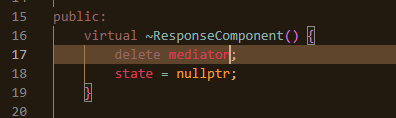 15 public:
16 virtual ~ResponseComponent() {
17 delete mediator;
18 state = nullptr;
19 }
20